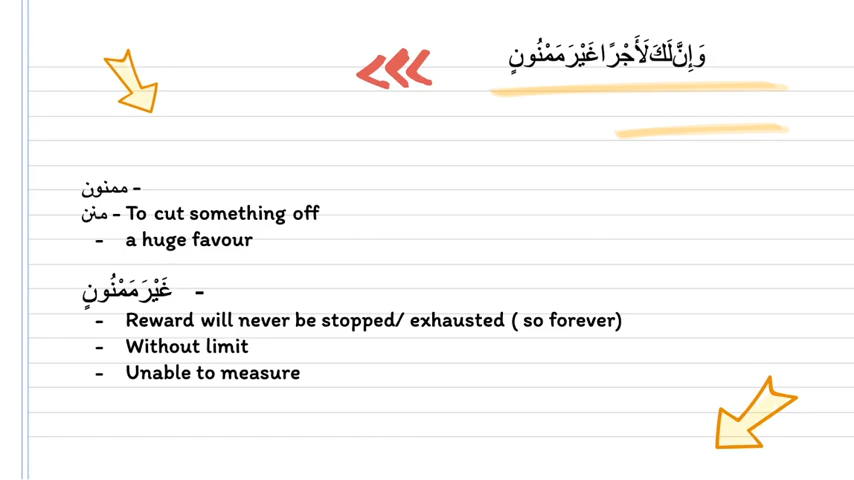 وَإِنَّ لَكَ لَأَجْرًا غَيْرَ مَمْنُونٍ
ممنون -
منن - To cut something off
- a huge favour
غَيْرَ مَمْنُونٍ -
- Reward will never be stopped/ exhausted ( so forever)
- Without limit
- Unable to measure